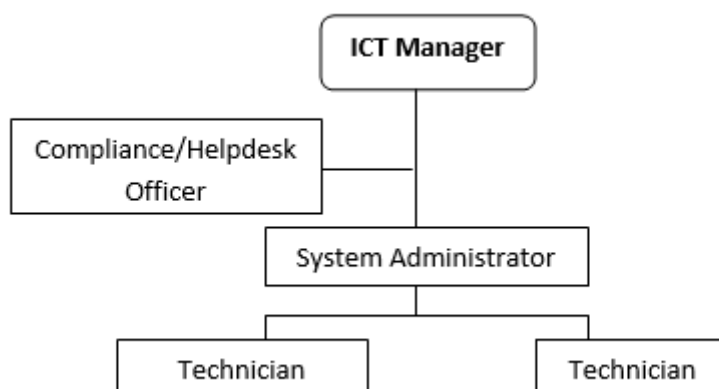 ICT Manager
Compliance/Helpdesk
Officer
System Administrator
Technician
Technician